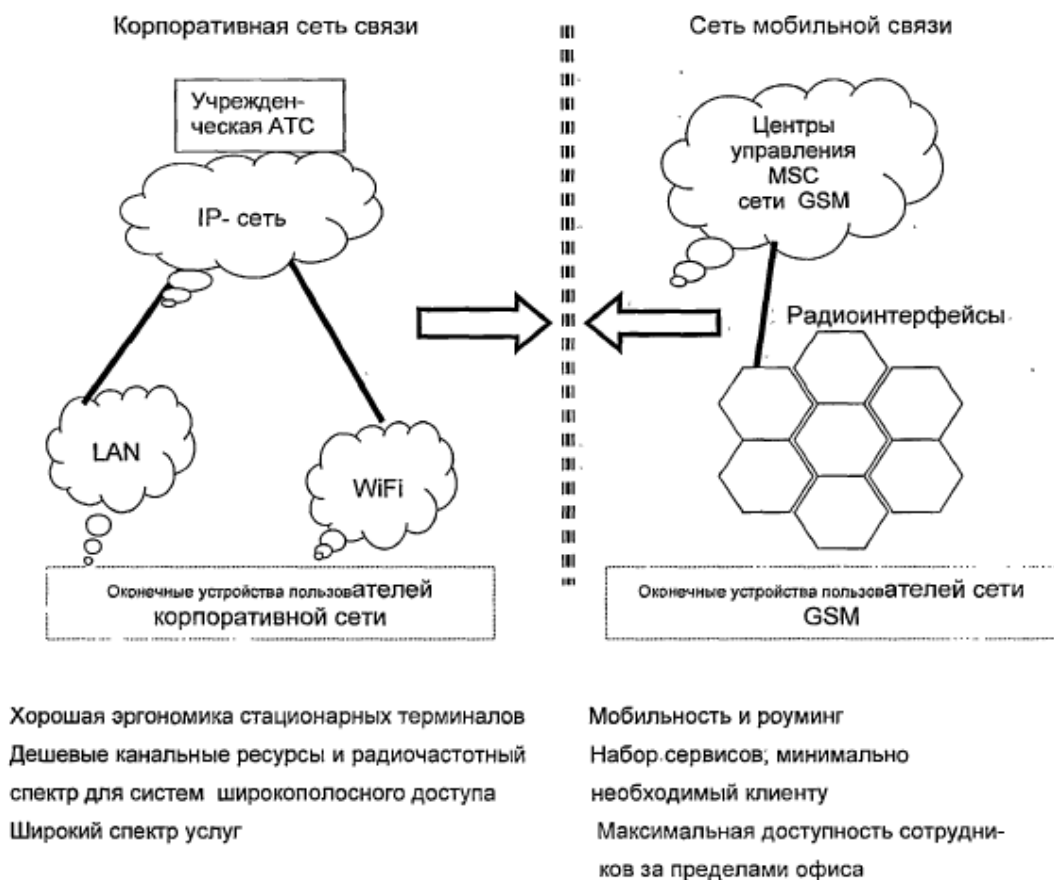 Корпоративная сеть связи
Сеть мобильной связи
Учрежден-
ческая АТС
IP- сеть
LAN
WiFi
Оконечные устройства пользователей
корпоративной сети
Центры
управления
MSC
сети GSM
Радиоинтерфейсы
Оконечные устройства пользователей сети
GSM
Хорошая эргономика стационарных терминалов
Дешевые канальные ресурсы и радиочастотный
спектр для систем широкополосного доступа
Широкий спектр услуг
Мобильность и роуминг
Набор сервисов, минимально
необходимый клиенту
Максимальная доступность сотрудни-
ков за пределами офиса